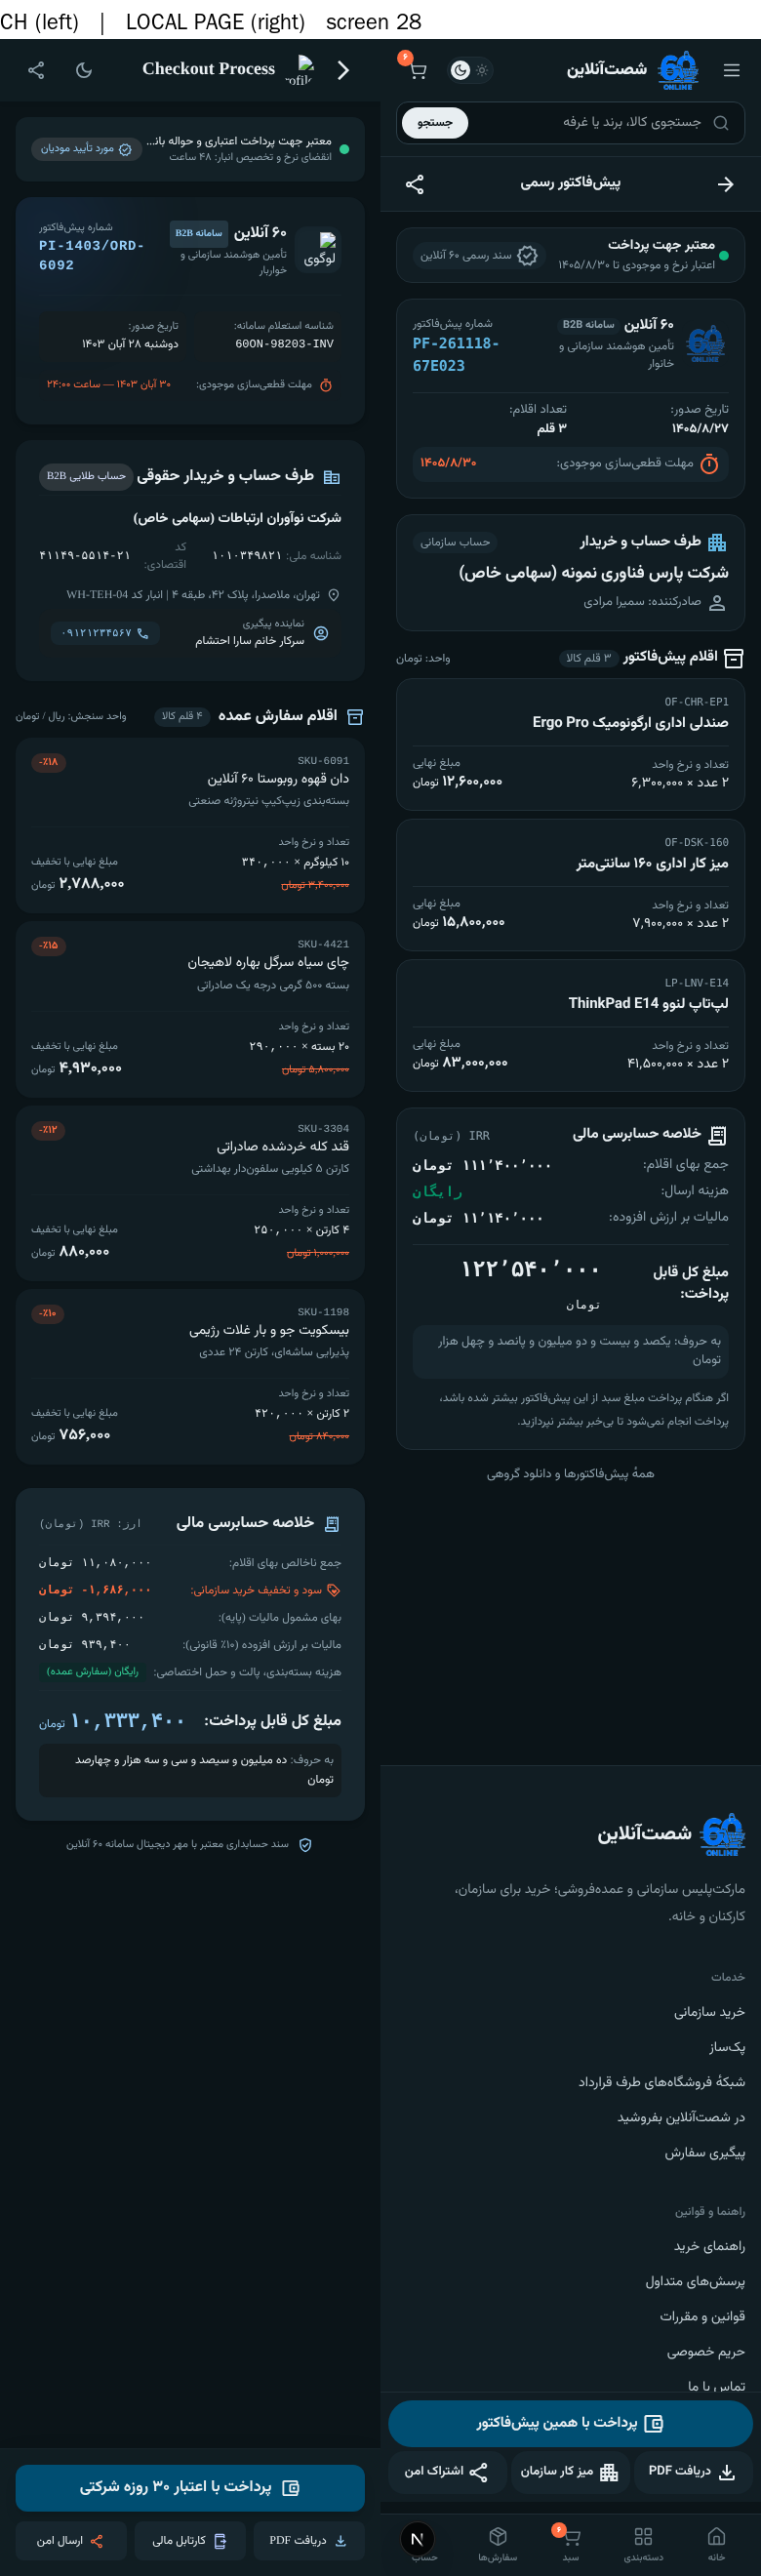 CH (left) | LOCAL PAGE (right) screen 28
Checkout Process
معتبر جهت پرداخت اعتباری و حواله بان...
انقضای نرخ و تخصیص انبار: ۴۸ ساعت
مورد تأیید مودیان
لوگوی
۶۰ آنلاین
سامانه B2B
تأمین هوشمند سازمانی و
خواربار
شماره پیش‌فاکتور
PI-1403/ORD-
6092
شناسه استعلام سامانه:
60ON-98203-INV
تاریخ صدور:
دوشنبه ۲۸ آبان ۱۴۰۳
مهلت قطعی‌سازی موجودی:
۳۰ آبان ۱۴۰۳ — ساعت ۲۴:۰۰
طرف حساب و خریدار حقوقی
حساب طلایی B2B
شرکت نوآوران ارتباطات (سهامی خاص)
شناسه ملی: ۱۰۱۰۳۴۹۸۲۱
کد
اقتصادی:
۴۱۱۴۹-۵۵۱۴-۲۱
تهران، ملاصدرا، پلاک ۴۲، طبقه ۴ | انبار کد WH-TEH-04
نماینده پیگیری
سرکار خانم سارا احتشام
۰۹۱۲۱۲۳۴۵۶۷
اقلام سفارش عمده
۴ قلم کالا
واحد سنجش: ریال / تومان
SKU-6091
-٪۱۸
دان قهوه روبوستا ۶۰ آنلاین
بسته‌بندی زیپ‌کیپ نیتروژنه صنعتی
تعداد و نرخ واحد
۱۰ کیلوگرم × ۳۴۰,۰۰۰
۳,۴۰۰,۰۰۰ تومان
مبلغ نهایی با تخفیف
۲,۷۸۸,۰۰۰ تومان
SKU-4421
-٪۱۵
چای سیاه سرگل بهاره لاهیجان
بسته ۵۰۰ گرمی درجه یک صادراتی
تعداد و نرخ واحد
۲۰ بسته × ۲۹۰,۰۰۰
۵,۸۰۰,۰۰۰ تومان
مبلغ نهایی با تخفیف
۴,۹۳۰,۰۰۰ تومان
SKU-3304
-٪۱۲
قند کله خردشده صادراتی
کارتن ۵ کیلویی سلفون‌دار بهداشتی
تعداد و نرخ واحد
۴ کارتن × ۲۵۰,۰۰۰
۱,۰۰۰,۰۰۰ تومان
مبلغ نهایی با تخفیف
۸۸۰,۰۰۰ تومان
SKU-1198
-٪۱۰
بیسکویت جو و بار غلات رژیمی
پذیرایی ساشه‌ای، کارتن ۲۴ عددی
تعداد و نرخ واحد
۲ کارتن × ۴۲۰,۰۰۰
۸۴۰,۰۰۰ تومان
مبلغ نهایی با تخفیف
۷۵۶,۰۰۰ تومان
خلاصه حسابرسی مالی
ارز: IRR (تومان)
جمع ناخالص بهای اقلام: ۱۱,۰۸۰,۰۰۰ تومان
سود و تخفیف خرید سازمانی: -۱,۶۸۶,۰۰۰ تومان
بهای مشمول مالیات (پایه): ۹,۳۹۴,۰۰۰ تومان
مالیات بر ارزش افزوده (۱۰٪ قانونی): ۹۳۹,۴۰۰ تومان
هزینه بسته‌بندی، پالت و حمل اختصاصی: رایگان (سفارش عمده)
مبلغ کل قابل پرداخت: ۱۰,۳۳۳,۴۰۰ تومان
به حروف: ده میلیون و سیصد و سی و سه هزار و چهارصد
تومان
سند حسابداری معتبر با مهر دیجیتال سامانه ۶۰ آنلاین
پرداخت با اعتبار ۳۰ روزه شرکتی
دریافت PDF
کارتابل مالی
ارسال امن
شصت‌آنلاین
60
ONLINE
۶
جستجوی کالا، برند یا غرفه
جستجو
پیش‌فاکتور رسمی
معتبر جهت پرداخت
اعتبار نرخ و موجودی تا ۱۴۰۵/۸/۳۰
سند رسمی ۶۰ آنلاین
۶۰ آنلاین
سامانه B2B
تأمین هوشمند سازمانی و
خانوار
شماره پیش‌فاکتور
PF-261118-
67E023
تاریخ صدور:
۱۴۰۵/۸/۲۷
تعداد اقلام:
۳ قلم
مهلت قطعی‌سازی موجودی:
۱۴۰۵/۸/۳۰
طرف حساب و خریدار
حساب سازمانی
شرکت پارس فناوری نمونه (سهامی خاص)
صادرکننده: سمیرا مرادی
اقلام پیش‌فاکتور
۳ قلم کالا
واحد: تومان
OF-CHR-EP1
صندلی اداری ارگونومیک Ergo Pro
تعداد و نرخ واحد
۲ عدد × ۶,۳۰۰,۰۰۰
مبلغ نهایی
۱۲,۶۰۰,۰۰۰ تومان
OF-DSK-160
میز کار اداری ۱۶۰ سانتی‌متر
تعداد و نرخ واحد
۲ عدد × ۷,۹۰۰,۰۰۰
مبلغ نهایی
۱۵,۸۰۰,۰۰۰ تومان
LP-LNV-E14
لپ‌تاپ لنوو ThinkPad E14
تعداد و نرخ واحد
۲ عدد × ۴۱,۵۰۰,۰۰۰
مبلغ نهایی
۸۳,۰۰۰,۰۰۰ تومان
خلاصه حسابرسی مالی
IRR (تومان)
جمع بهای اقلام: ۱۱۱٬۴۰۰٬۰۰۰ تومان
هزینه ارسال: رایگان
مالیات بر ارزش افزوده: ۱۱٬۱۴۰٬۰۰۰ تومان
مبلغ کل قابل
پرداخت:
۱۲۲٬۵۴۰٬۰۰۰
تومان
به حروف: یکصد و بیست و دو میلیون و پانصد و چهل هزار
تومان
اگر هنگام پرداخت مبلغ سبد از این پیش‌فاکتور بیشتر شده باشد،
پرداخت انجام نمی‌شود تا بی‌خبر بیشتر نپردازید.
همهٔ پیش‌فاکتورها و دانلود گروهی
60
ONLINE
شصت‌آنلاین
مارکت‌پلیس سازمانی و عمده‌فروشی؛ خرید برای سازمان،
کارکنان و خانه.
خدمات
خرید سازمانی
پک‌ساز
شبکهٔ فروشگاه‌های طرف قرارداد
در شصت‌آنلاین بفروشید
پیگیری سفارش
راهنما و قوانین
راهنمای خرید
پرسش‌های متداول
قوانین و مقررات
حریم خصوصی
تماس با ما
پرداخت با همین پیش‌فاکتور
دریافت PDF
میز کار سازمان
اشتراک امن
خانه
دسته‌بندی
۶
سبد
سفارش‌ها
حساب
N